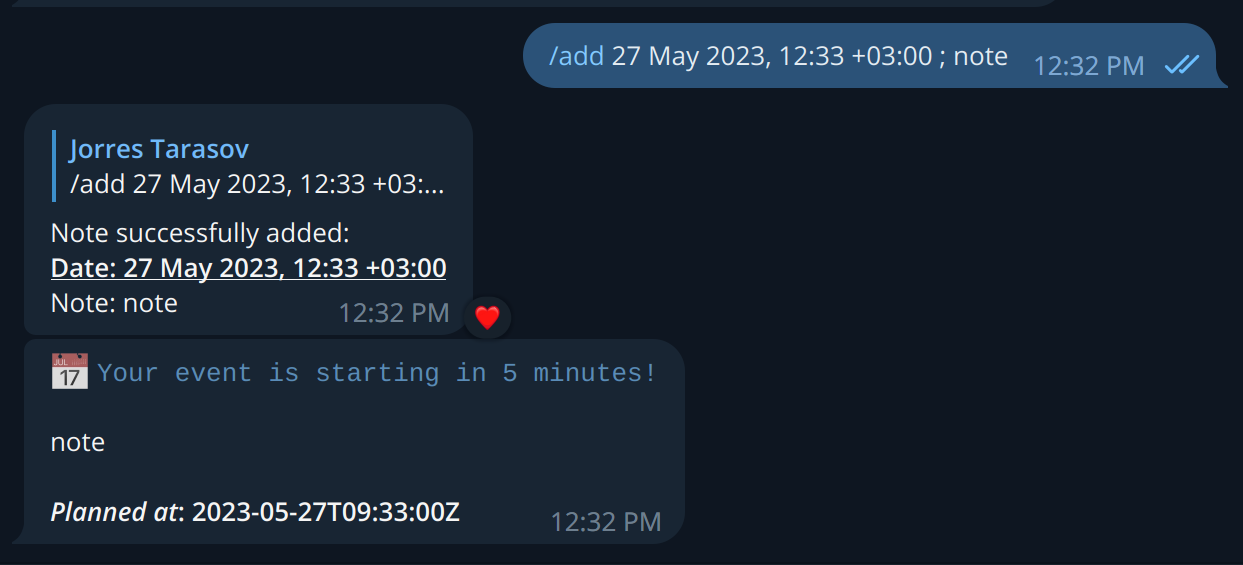 /add 27 May 2023, 12:33 +03:00 ; note
12:32 PM
Jorres Tarasov
/add 27 May 2023, 12:33 +03:...
Note successfully added:
Date: 27 May 2023, 12:33 +03:00
Note: note
12:32 PM
JUL
17
Your event is starting in 5 minutes!
note
Planned at: 2023-05-27T09:33:00Z
12:32 PM